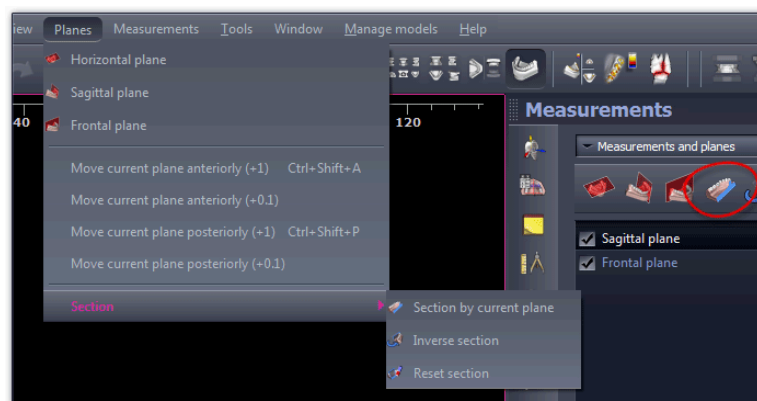 iew Planes Measurements Tools Window Manage models Help
Horizontal plane
Sagittal plane
Frontal plane
Move current plane anteriorly (+1) Ctrl+Shift+A
Move current plane anteriorly (+0.1)
Move current plane posteriorly (+1) Ctrl+Shift+P
Move current plane posteriorly (+0.1)
Section
Section by current plane
Inverse section
Reset section
40
120
Measurements
Measurements and planes
Sagittal plane
Frontal plane